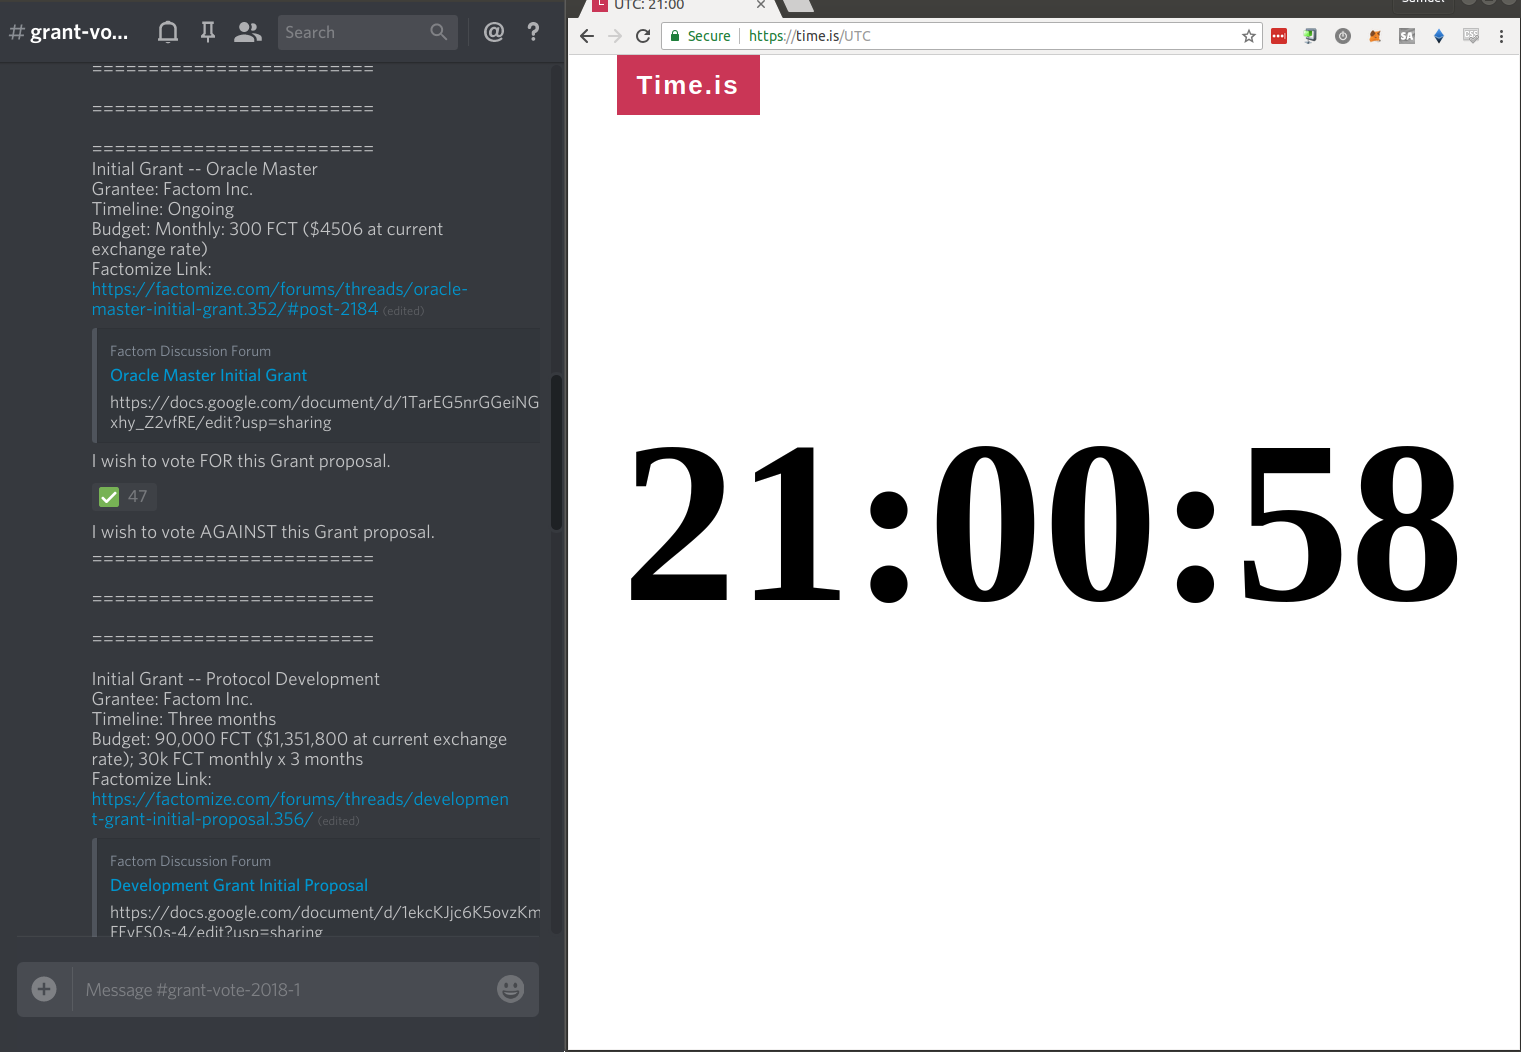 # grant-vo...
Search
@
?
=========================
=========================
=========================
Initial Grant -- Oracle Master
Grantee: Factom Inc.
Timeline: Ongoing
Budget: Monthly: 300 FCT ($4506 at current
exchange rate)
Factomize Link:
https://factomize.com/forums/threads/oracle-
master-initial-grant.352/#post-2184 (edited)
Factom Discussion Forum
Oracle Master Initial Grant
https://docs.google.com/document/d/1TarEG5nrGGeiNG
xhy_Z2vfRE/edit?usp=sharing
I wish to vote FOR this Grant proposal.
47
I wish to vote AGAINST this Grant proposal.
=========================
=========================
=========================
Initial Grant -- Protocol Development
Grantee: Factom Inc.
Timeline: Three months
Budget: 90,000 FCT ($1,351,800 at current exchange
rate); 30k FCT monthly x 3 months
Factomize Link:
https://factomize.com/forums/threads/developmen
t-grant-initial-proposal.356/ (edited)
Factom Discussion Forum
Development Grant Initial Proposal
https://docs.google.com/document/d/1ekcKJjc6K5ovzKm
FFvFS0s-4/edit?usp=sharing
Message #grant-vote-2018-1
UTC: 21:00
Samuel
Secure
https://time.is/UTC
SA
CSS
Time.is
21:00:58